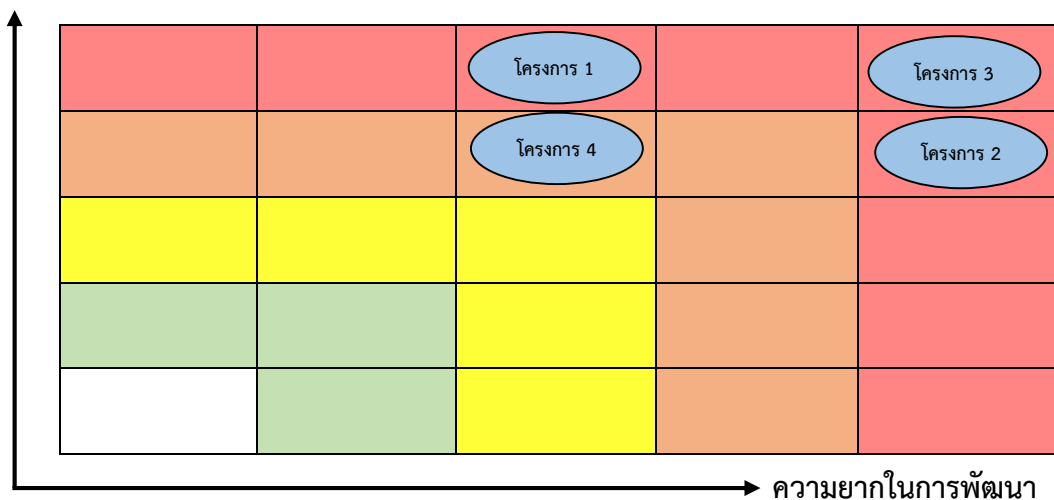 โครงการ 1
โครงการ 3
โครงการ 4
โครงการ 2
ความยากในการพัฒนา